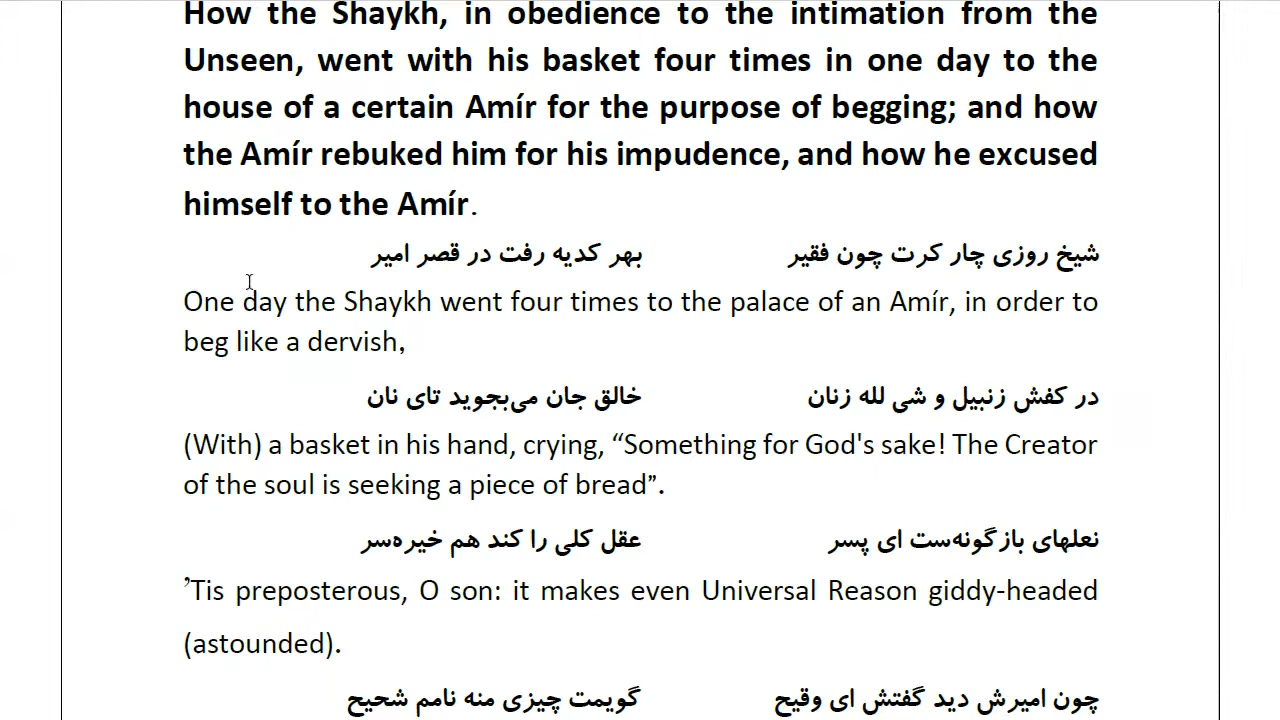 How the Shaykh, in obedience to the intimation from the
Unseen, went with his basket four times in one day to the
house of a certain Amír for the purpose of begging; and how
the Amír rebuked him for his impudence, and how he excused
himself to the Amír.
شیخ روزی چار کرت چون فقیر بهر کدیه رفت در قصر امیر
One day the Shaykh went four times to the palace of an Amír, in order to
beg like a dervish,
در کفش زنبیل و شی لله زنان خالق جان می‌بجوید تای نان
(With) a basket in his hand, crying, “Something for God's sake! The Creator
of the soul is seeking a piece of bread”.
نعلهای بازگونه‌ست ای پسر عقل کلی را کند هم خیره‌سر
’Tis preposterous, O son: it makes even Universal Reason giddy-headed
(astounded).
چون امیرش دید گفتش ای وقیح گویمت چیزی منه نامم شحیح